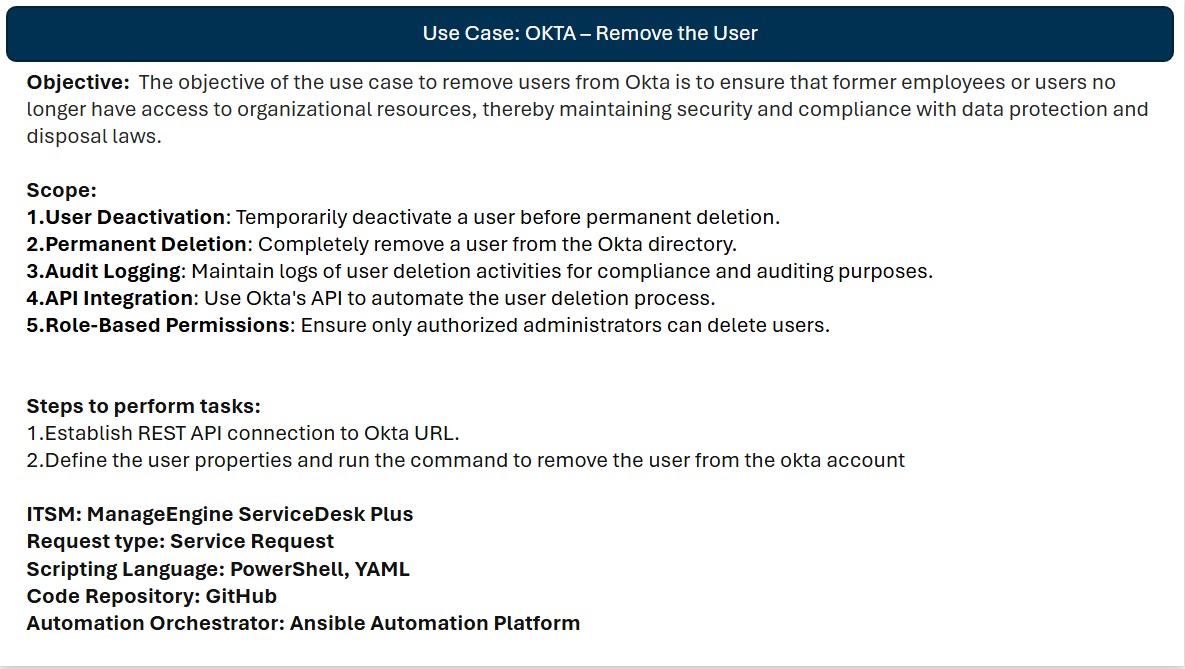 Use Case: OKTA – Remove the User
Objective: The objective of the use case to remove users from Okta is to ensure that former employees or users no
longer have access to organizational resources, thereby maintaining security and compliance with data protection and
disposal laws.
Scope:
1.User Deactivation: Temporarily deactivate a user before permanent deletion.
2.Permanent Deletion: Completely remove a user from the Okta directory.
3.Audit Logging: Maintain logs of user deletion activities for compliance and auditing purposes.
4.API Integration: Use Okta's API to automate the user deletion process.
5.Role-Based Permissions: Ensure only authorized administrators can delete users.
Steps to perform tasks:
1.Establish REST API connection to Okta URL.
2.Define the user properties and run the command to remove the user from the okta account
ITSM: ManageEngine ServiceDesk Plus
Request type: Service Request
Scripting Language: PowerShell, YAML
Code Repository: GitHub
Automation Orchestrator: Ansible Automation Platform